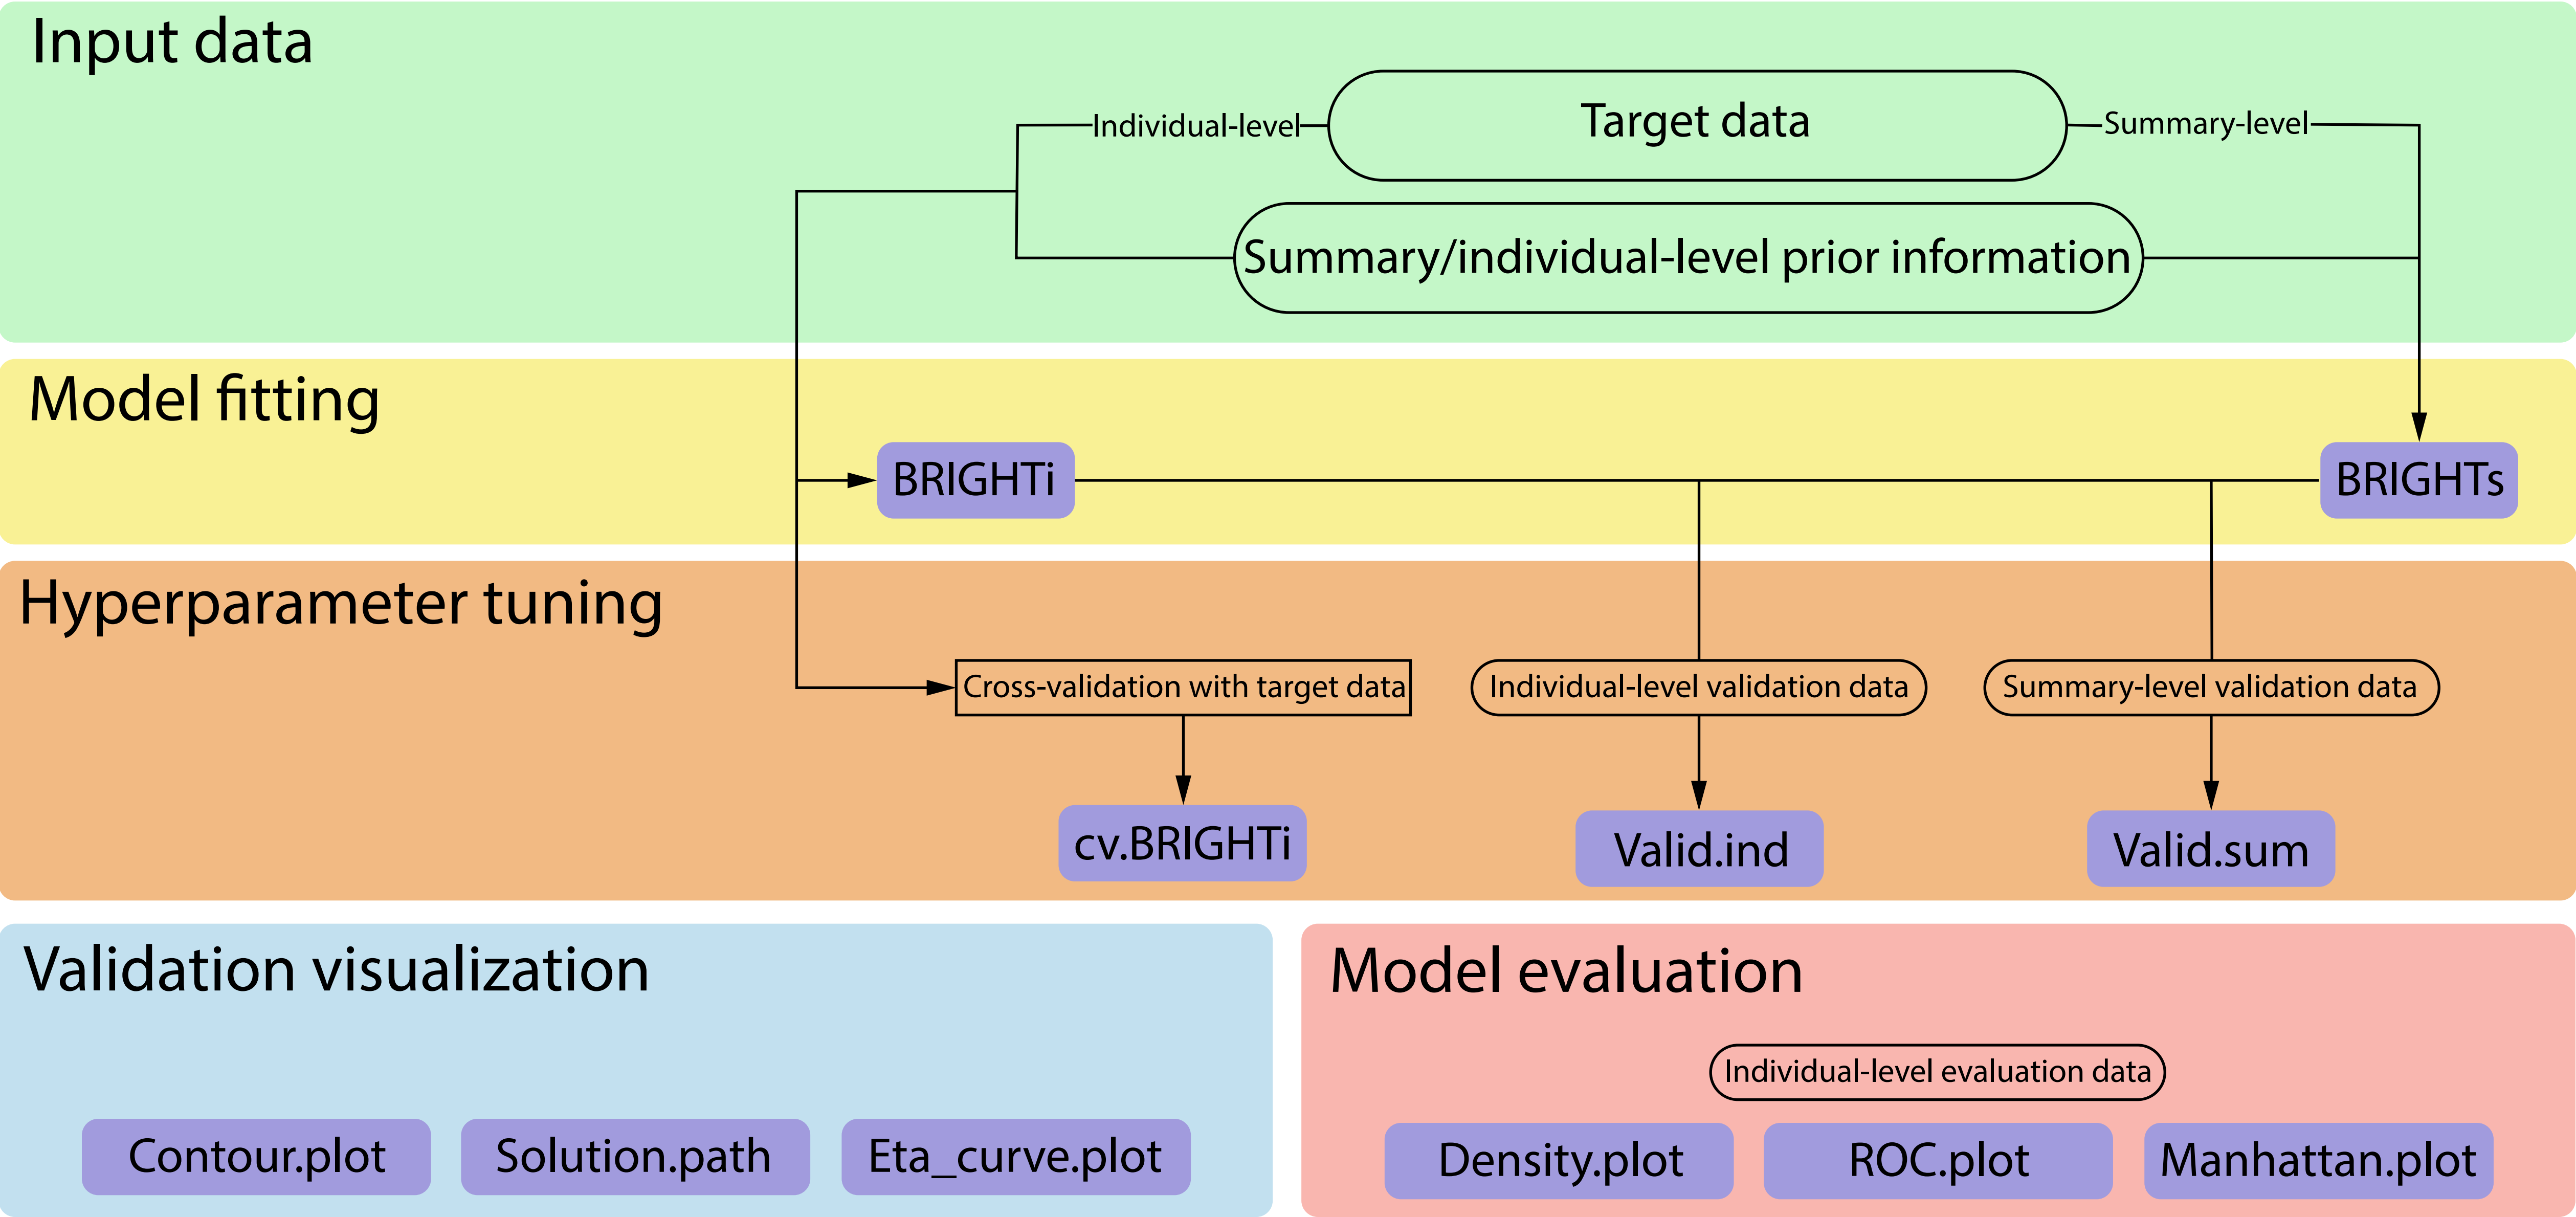 Input data
Target data
Individual-level
Summary-level
Summary/individual-level prior information
Model fitting
BRIGHTi
BRIGHTs
Hyperparameter tuning
Cross-validation with target data
Individual-level validation data
Summary-level validation data
cv.BRIGHTi
Valid.ind
Valid.sum
Validation visualization
Contour.plot
Solution.path
Eta_curve.plot
Model evaluation
Individual-level evaluation data
Density.plot
ROC.plot
Manhattan.plot